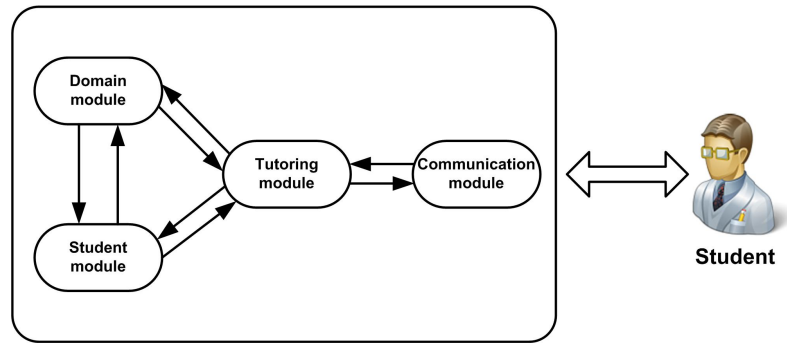 Domain
module
Tutoring
module
Communication
module
Student
module
Student